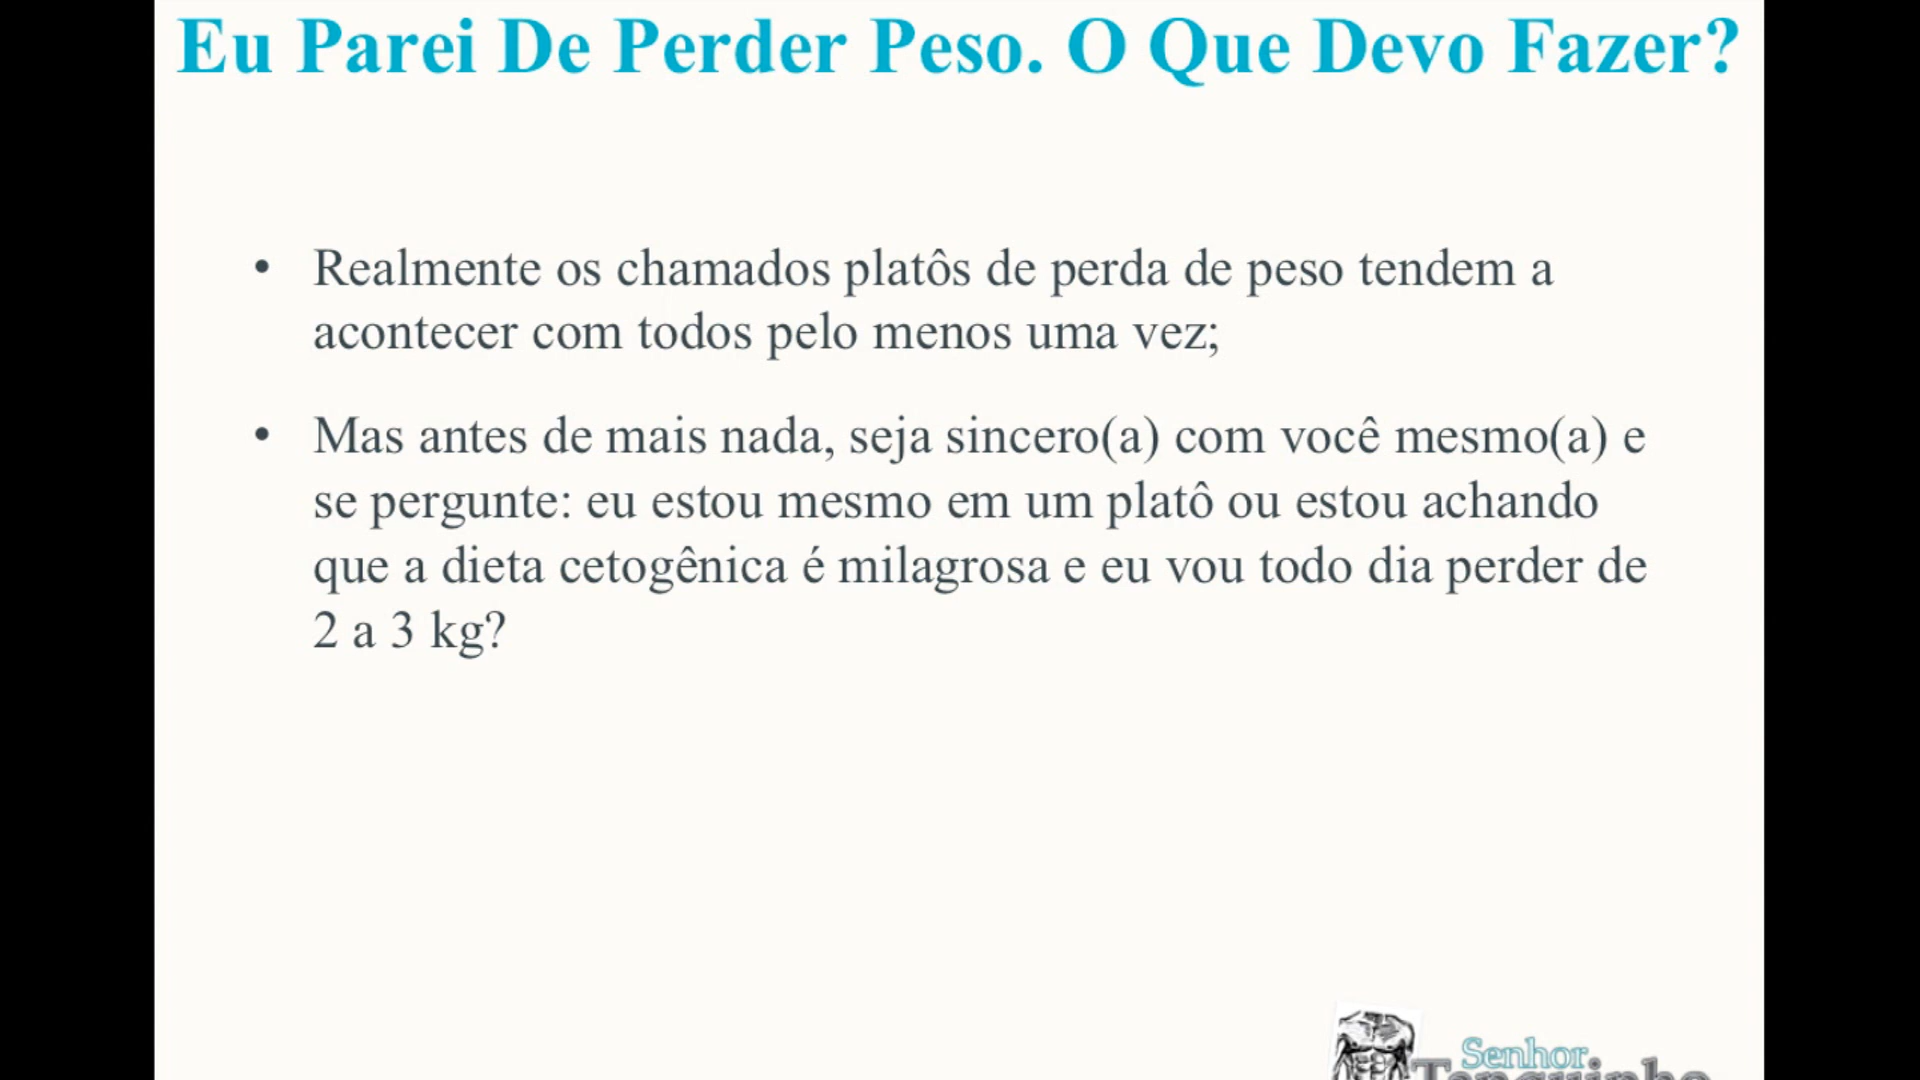 Eu Parei De Perder Peso. O Que Devo Fazer?
• Realmente os chamados platôs de perda de peso tendem a
acontecer com todos pelo menos uma vez;
• Mas antes de mais nada, seja sincero(a) com você mesmo(a) e
se pergunte: eu estou mesmo em um platô ou estou achando
que a dieta cetogênica é milagrosa e eu vou todo dia perder de
2 a 3 kg?
Senhor
Tanquinho